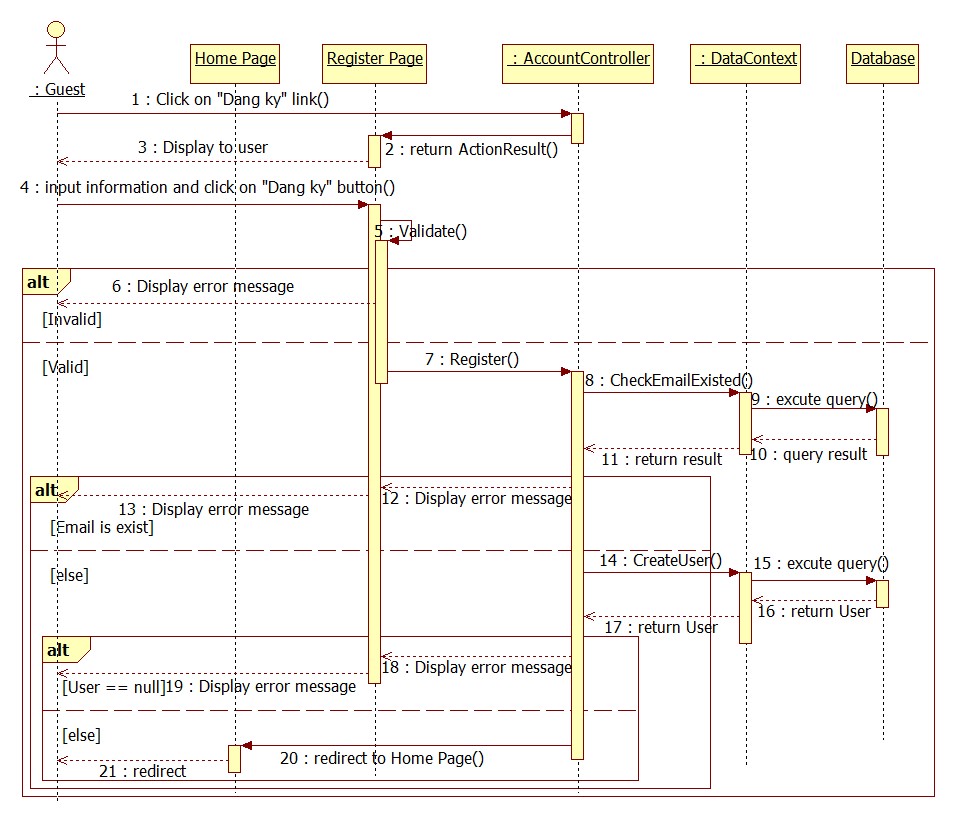 Home Page
Register Page
: AccountController
: DataContext
Database
: Guest
1 : Click on "Dang ky" link()
2 : return ActionResult()
3 : Display to user
4 : input information and click on "Dang ky" button()
5 : Validate()
alt
6 : Display error message
[Invalid]
[Valid]
7 : Register()
8 : CheckEmailExisted()
9 : excute query()
10 : query result
11 : return result
alt
12 : Display error message
13 : Display error message
[Email is exist]
[else]
14 : CreateUser()
15 : excute query()
16 : return User
17 : return User
alt
18 : Display error message
[User == null]
19 : Display error message
[else]
20 : redirect to Home Page()
21 : redirect